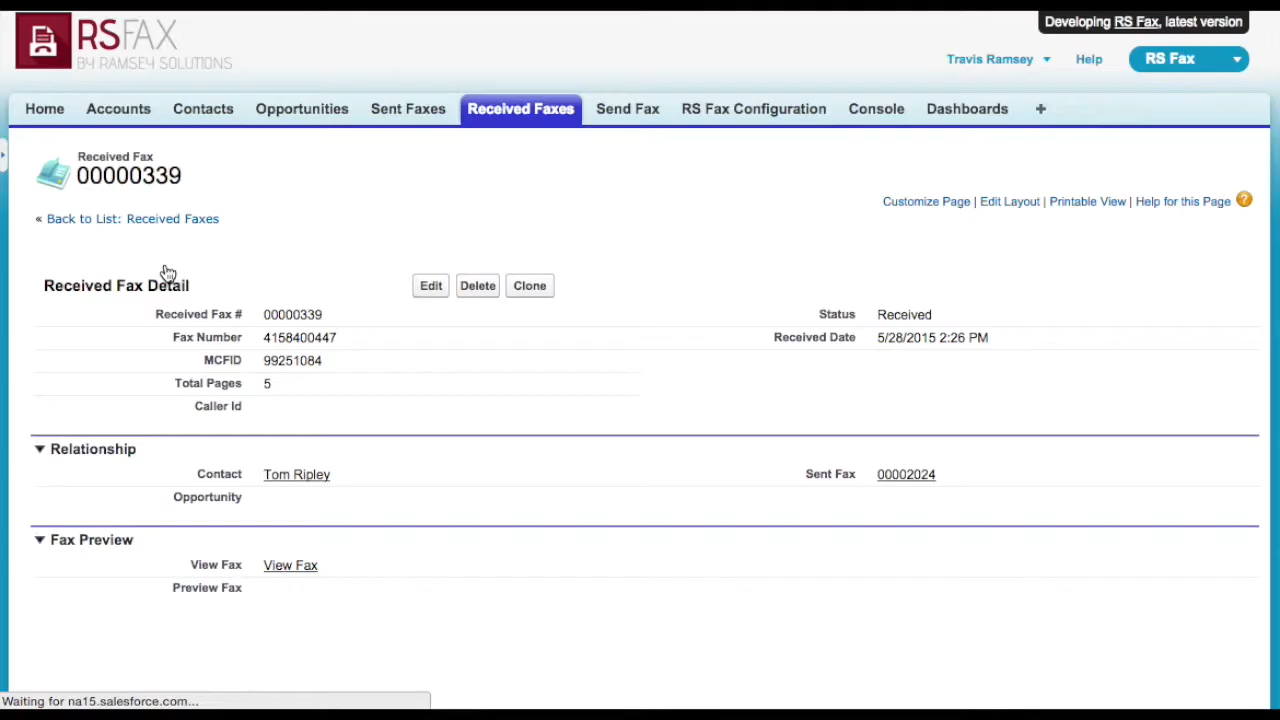 RSFAX
BY RAMSEY SOLUTIONS
Developing RS Fax, latest version
Travis Ramsey
Help
RS Fax
Home Accounts Contacts Opportunities Sent Faxes Received Faxes Send Fax RS Fax Configuration Console Dashboards +
Received Fax
00000339
Customize Page | Edit Layout | Printable View | Help for this Page ?
« Back to List: Received Faxes
Received Fax Detail
Edit Delete Clone
Received Fax # 00000339 Status Received
Fax Number 4158400447 Received Date 5/28/2015 2:26 PM
MCFID 99251084
Total Pages 5
Caller Id
Relationship
Contact Tom Ripley Sent Fax 00002024
Opportunity
Fax Preview
View Fax View Fax
Preview Fax
Waiting for na15.salesforce.com...